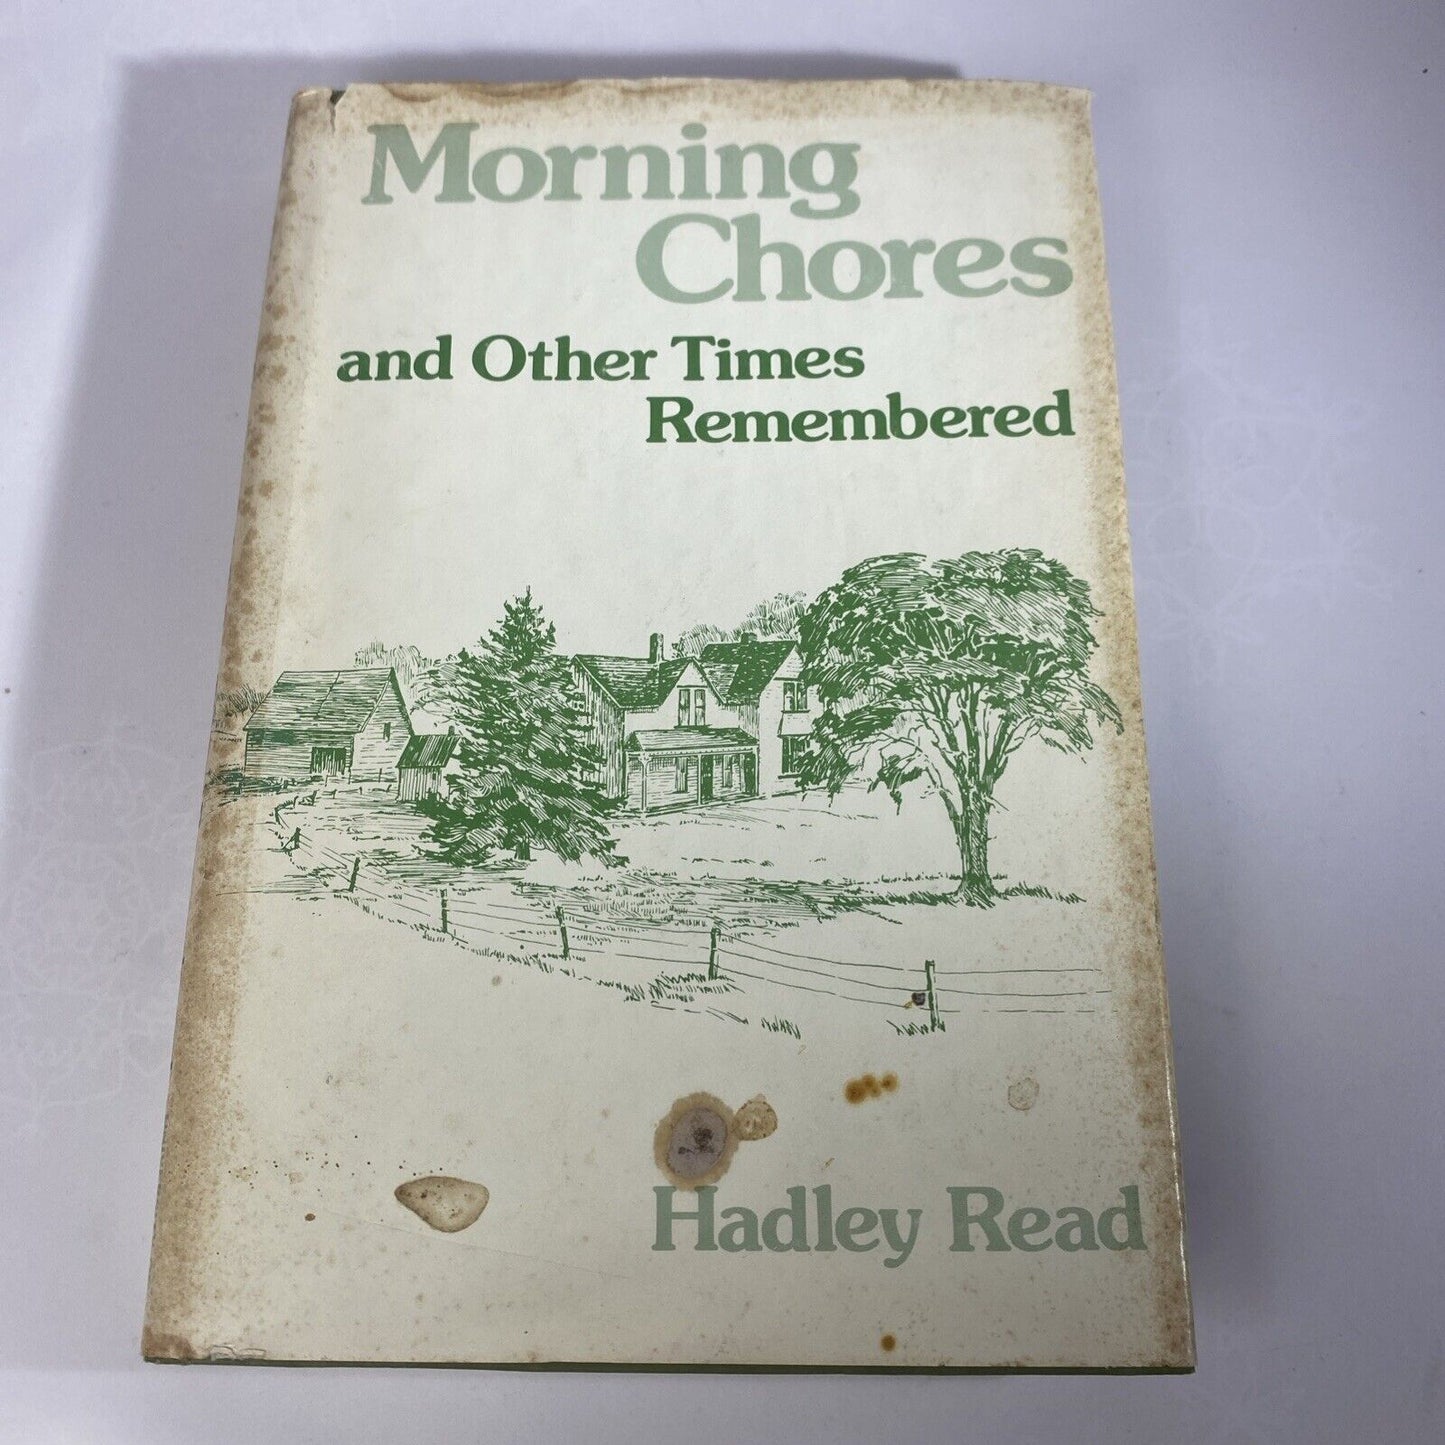 Morning
Chores
and Other Times
Remembered
Hadley Read